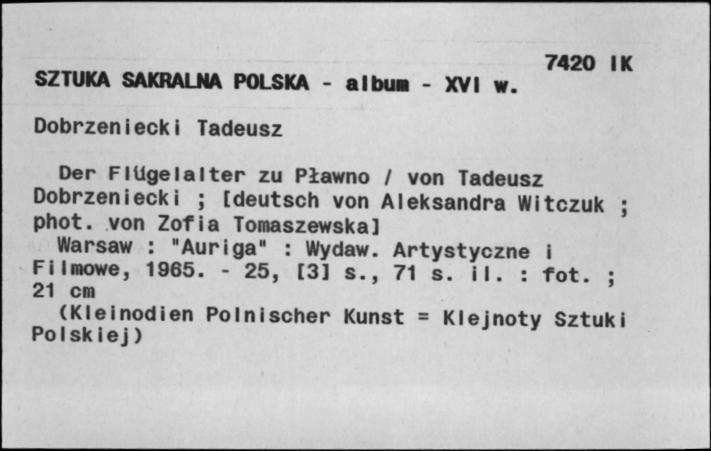 7420 IK
SZTUKA SAKRALNA POLSKA - album - XVI w.
Dobrzeniecki Tadeusz
Der Flügelalter zu Pławno / von Tadeusz
Dobrzeniecki ; [deutsch von Aleksandra Witczuk ;
phot. von Zofia Tomaszewska]
Warsaw : "Auriga" : Wydaw. Artystyczne i
Filmowe, 1965. - 25, [3] s., 71 s. il. : fot. ;
21 cm
(Kleinodien Polnischer Kunst = Klejnoty Sztuki
Polskiej)